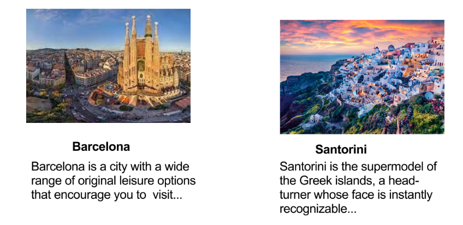 Barcelona
Barcelona is a city with a wide
range of original leisure options
that encourage you to visit...
Santorini
Santorini is the supermodel of
the Greek islands, a head-
turner whose face is instantly
recognizable...